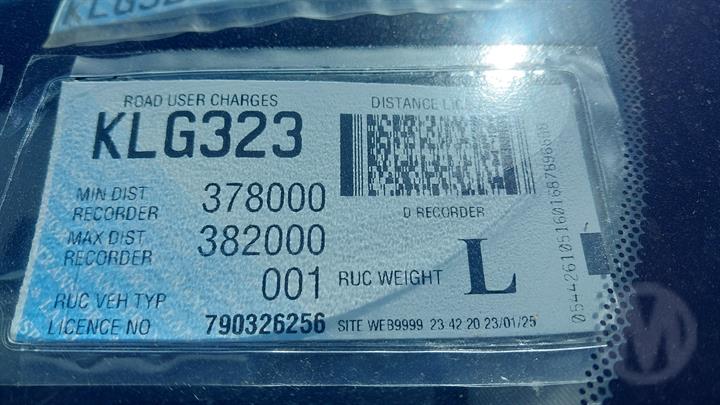 KLG323
ROAD USER CHARGES
DISTANCE
KLG323
MIN DIST RECORDER 378000
D RECORDER
MAX DIST RECORDER 382000
RUC VEH TYP 001
RUC WEIGHT L
LICENCE NO 790326256
SITE WEB9999 23 42 20 23/01/25